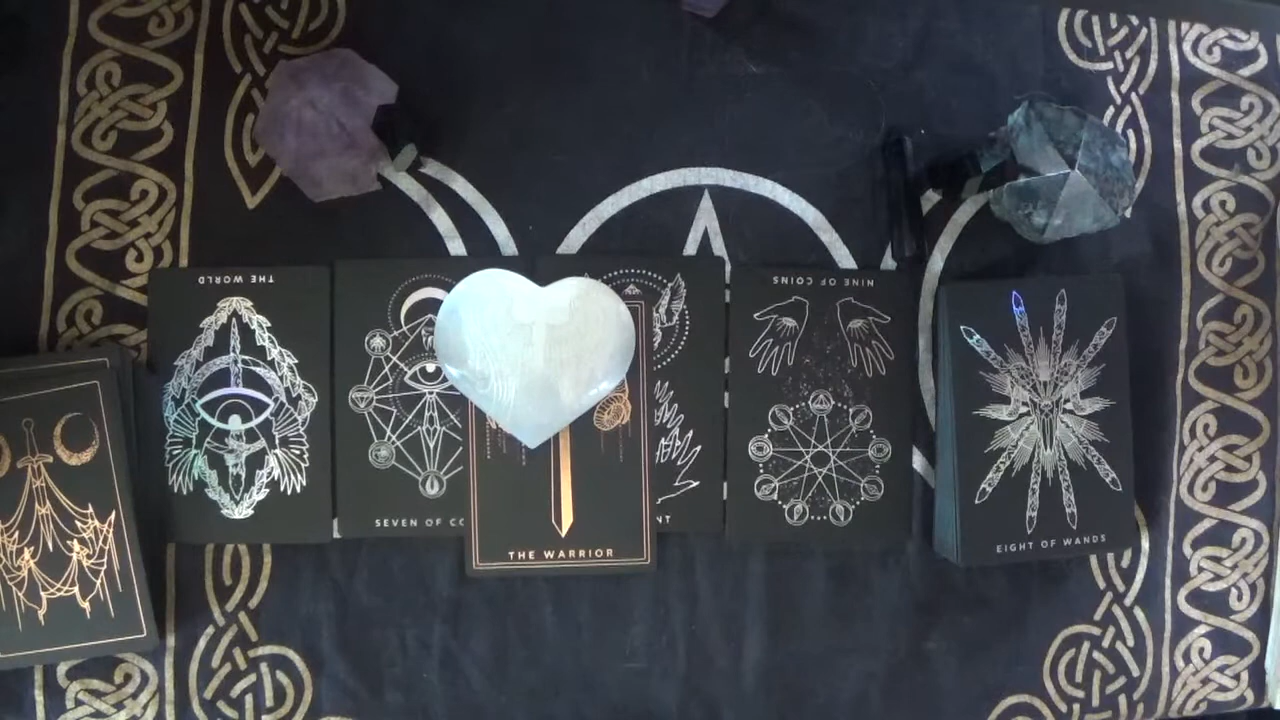 THE WORLD
SEVEN OF CO
NT
NINE OF COINS
THE WARRIOR
EIGHT OF WANDS